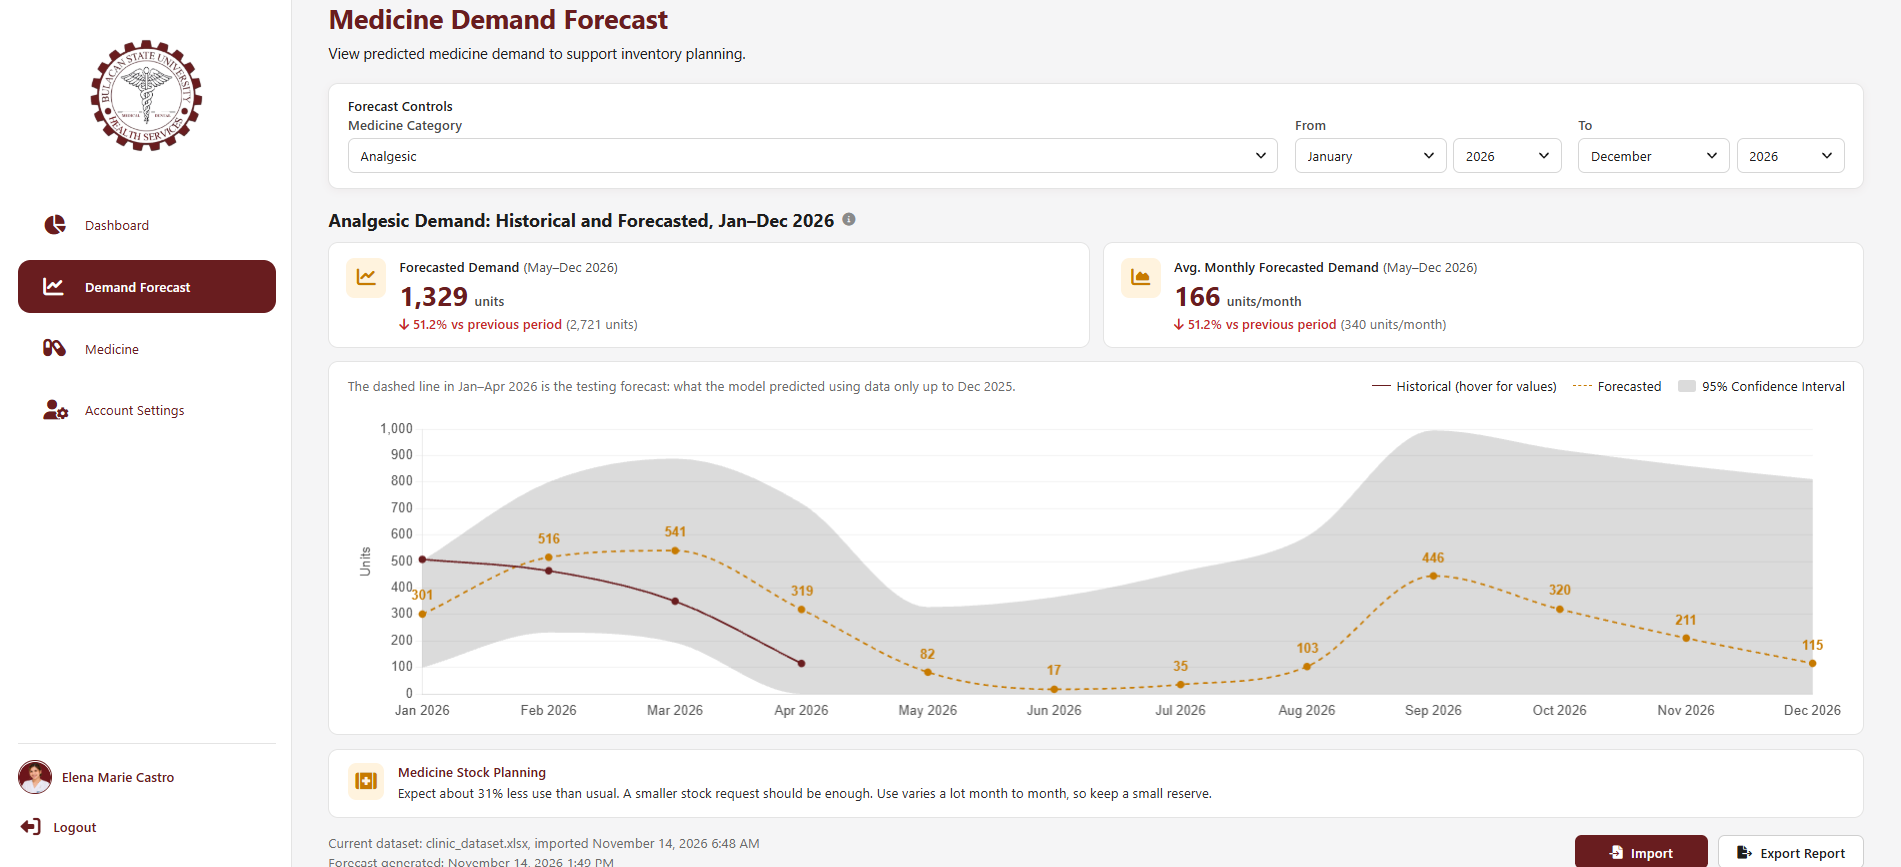 BULACAN STATE UNIVERSITY
MEDICAL DENTAL
HEALTH SERVICES
Dashboard
Demand Forecast
Medicine
Account Settings
Elena Marie Castro
Logout
Medicine Demand Forecast
View predicted medicine demand to support inventory planning.
Forecast Controls
Medicine Category From To
Analgesic January 2026 December 2026
Analgesic Demand: Historical and Forecasted, Jan–Dec 2026
Forecasted Demand (May–Dec 2026)
1,329 units
↓ 51.2% vs previous period (2,721 units)
Avg. Monthly Forecasted Demand (May–Dec 2026)
166 units/month
↓ 51.2% vs previous period (340 units/month)
The dashed line in Jan–Apr 2026 is the testing forecast: what the model predicted using data only up to Dec 2025.
Historical (hover for values) Forecasted 95% Confidence Interval
Units
1,000
900
800
700
600
500
400
300
200
100
0
301 516 541 319 82 17 35 103 446 320 211 115
Jan 2026 Feb 2026 Mar 2026 Apr 2026 May 2026 Jun 2026 Jul 2026 Aug 2026 Sep 2026 Oct 2026 Nov 2026 Dec 2026
Medicine Stock Planning
Expect about 31% less use than usual. A smaller stock request should be enough. Use varies a lot month to month, so keep a small reserve.
Current dataset: clinic_dataset.xlsx, imported November 14, 2026 6:48 AM
Forecast generated: November 14, 2026 1:49 PM
Import Export Report